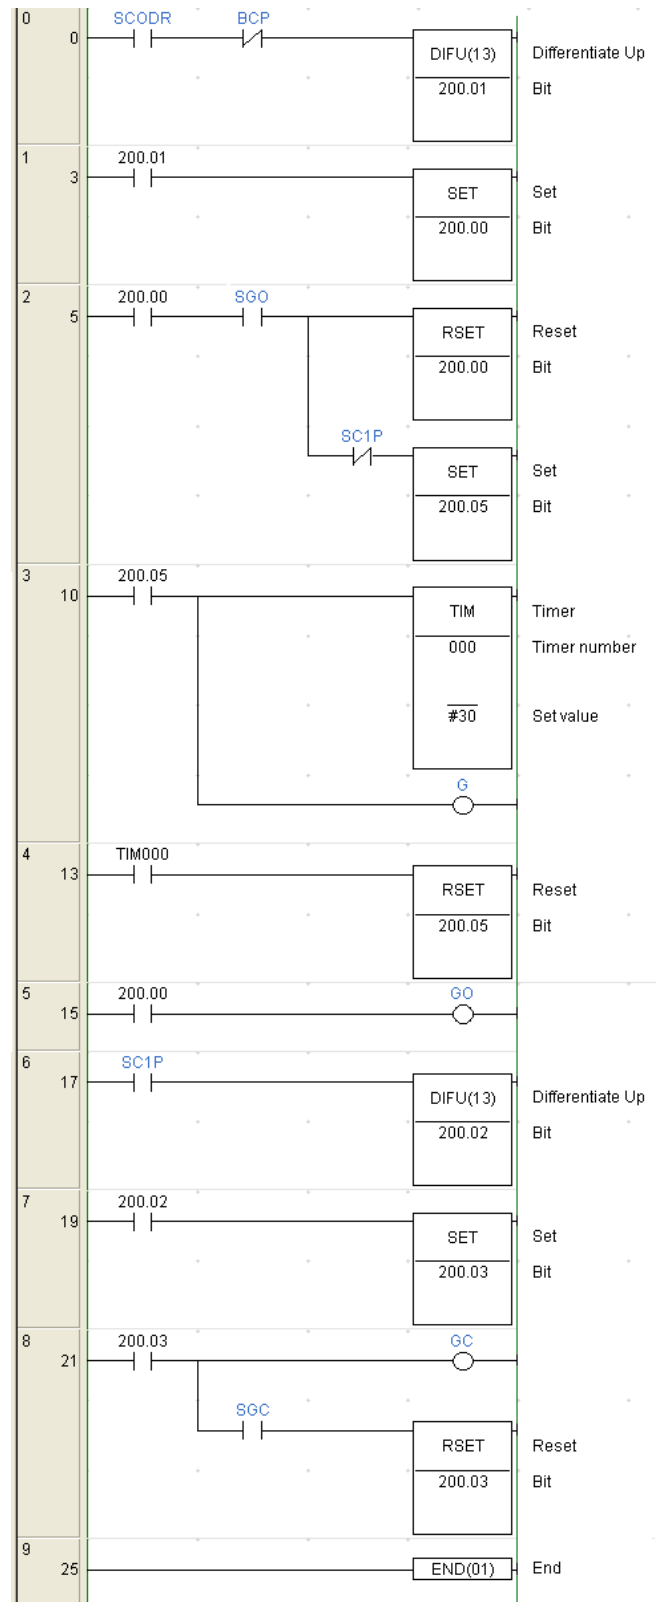 0
SCODR BCP
0
DIFU(13) Differentiate Up
200.01 Bit
1
200.01
3
SET Set
200.00 Bit
2
200.00 SGO
5
RSET Reset
200.00 Bit
SC1P
SET Set
200.05 Bit
3
200.05
10
TIM Timer
000 Timer number
#30 Set value
G
4
TIM000
13
RSET Reset
200.05 Bit
5
200.00 GO
15
6
SC1P
17
DIFU(13) Differentiate Up
200.02 Bit
7
200.02
19
SET Set
200.03 Bit
8
200.03 GC
21
SGC
RSET Reset
200.03 Bit
9
25
END(01) End